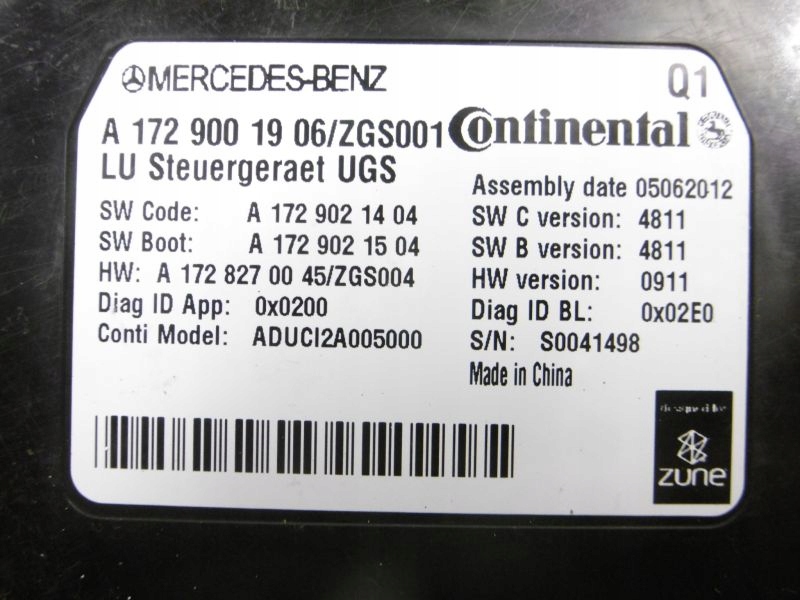 MERCEDES-BENZ Q1
A 172 900 19 06/ZGS001 Continental
LU Steuergeraet UGS
Assembly date 05062012
SW Code: A 172 902 14 04
SW C version: 4811
SW Boot: A 172 902 15 04
SW B version: 4811
HW: A 172 827 00 45/ZGS004
HW version: 0911
Diag ID App: 0x0200
Diag ID BL: 0x02E0
Conti Model: ADUCI2A005000
S/N: S0041498
Made in China
designed by
zune